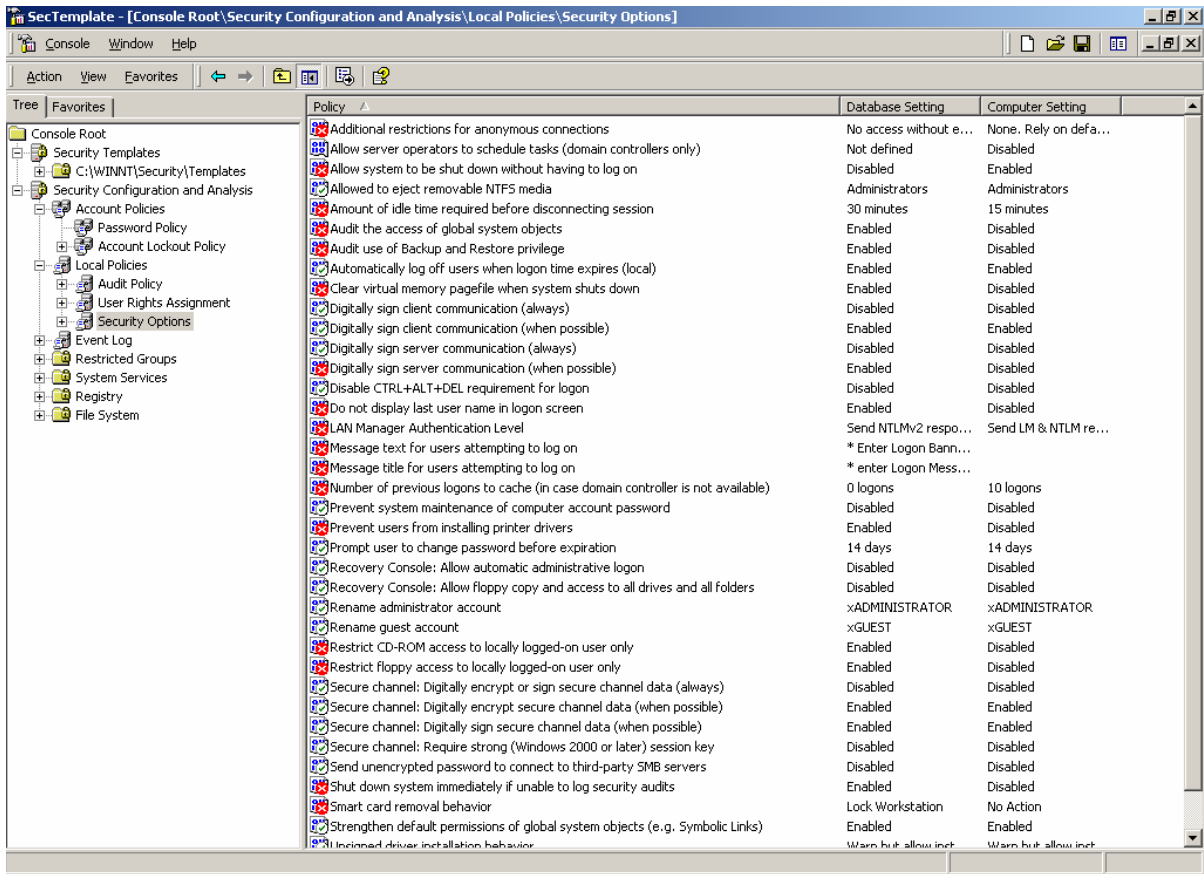 SecTemplate - [Console Root\Security Configuration and Analysis\Local Policies\Security Options]
Console Window Help
Action View Favorites
Tree Favorites
Console Root
Security Templates
C:\WINNT\Security\Templates
Security Configuration and Analysis
Account Policies
Password Policy
Account Lockout Policy
Local Policies
Audit Policy
User Rights Assignment
Security Options
Event Log
Restricted Groups
System Services
Registry
File System
Policy Database Setting Computer Setting
Additional restrictions for anonymous connections No access without e... None. Rely on defa...
Allow server operators to schedule tasks (domain controllers only) Not defined Disabled
Allow system to be shut down without having to log on Disabled Enabled
Allowed to eject removable NTFS media Administrators Administrators
Amount of idle time required before disconnecting session 30 minutes 15 minutes
Audit the access of global system objects Enabled Disabled
Audit use of Backup and Restore privilege Enabled Disabled
Automatically log off users when logon time expires (local) Enabled Enabled
Clear virtual memory pagefile when system shuts down Enabled Disabled
Digitally sign client communication (always) Disabled Disabled
Digitally sign client communication (when possible) Enabled Enabled
Digitally sign server communication (always) Disabled Disabled
Digitally sign server communication (when possible) Enabled Disabled
Disable CTRL+ALT+DEL requirement for logon Disabled Disabled
Do not display last user name in logon screen Enabled Disabled
LAN Manager Authentication Level Send NTLMv2 respo... Send LM & NTLM re...
Message text for users attempting to log on * Enter Logon Bann...
Message title for users attempting to log on * enter Logon Mess...
Number of previous logons to cache (in case domain controller is not available) 0 logons 10 logons
Prevent system maintenance of computer account password Disabled Disabled
Prevent users from installing printer drivers Enabled Disabled
Prompt user to change password before expiration 14 days 14 days
Recovery Console: Allow automatic administrative logon Disabled Disabled
Recovery Console: Allow floppy copy and access to all drives and all folders Disabled Disabled
Rename administrator account xADMINISTRATOR xADMINISTRATOR
Rename guest account xGUEST xGUEST
Restrict CD-ROM access to locally logged-on user only Enabled Disabled
Restrict floppy access to locally logged-on user only Enabled Disabled
Secure channel: Digitally encrypt or sign secure channel data (always) Disabled Disabled
Secure channel: Digitally encrypt secure channel data (when possible) Enabled Enabled
Secure channel: Digitally sign secure channel data (when possible) Enabled Enabled
Secure channel: Require strong (Windows 2000 or later) session key Disabled Disabled
Send unencrypted password to connect to third-party SMB servers Disabled Disabled
Shut down system immediately if unable to log security audits Enabled Disabled
Smart card removal behavior Lock Workstation No Action
Strengthen default permissions of global system objects (e.g. Symbolic Links) Enabled Enabled
Unsigned driver installation behavior Warn but allow inst... Warn but allow inst...